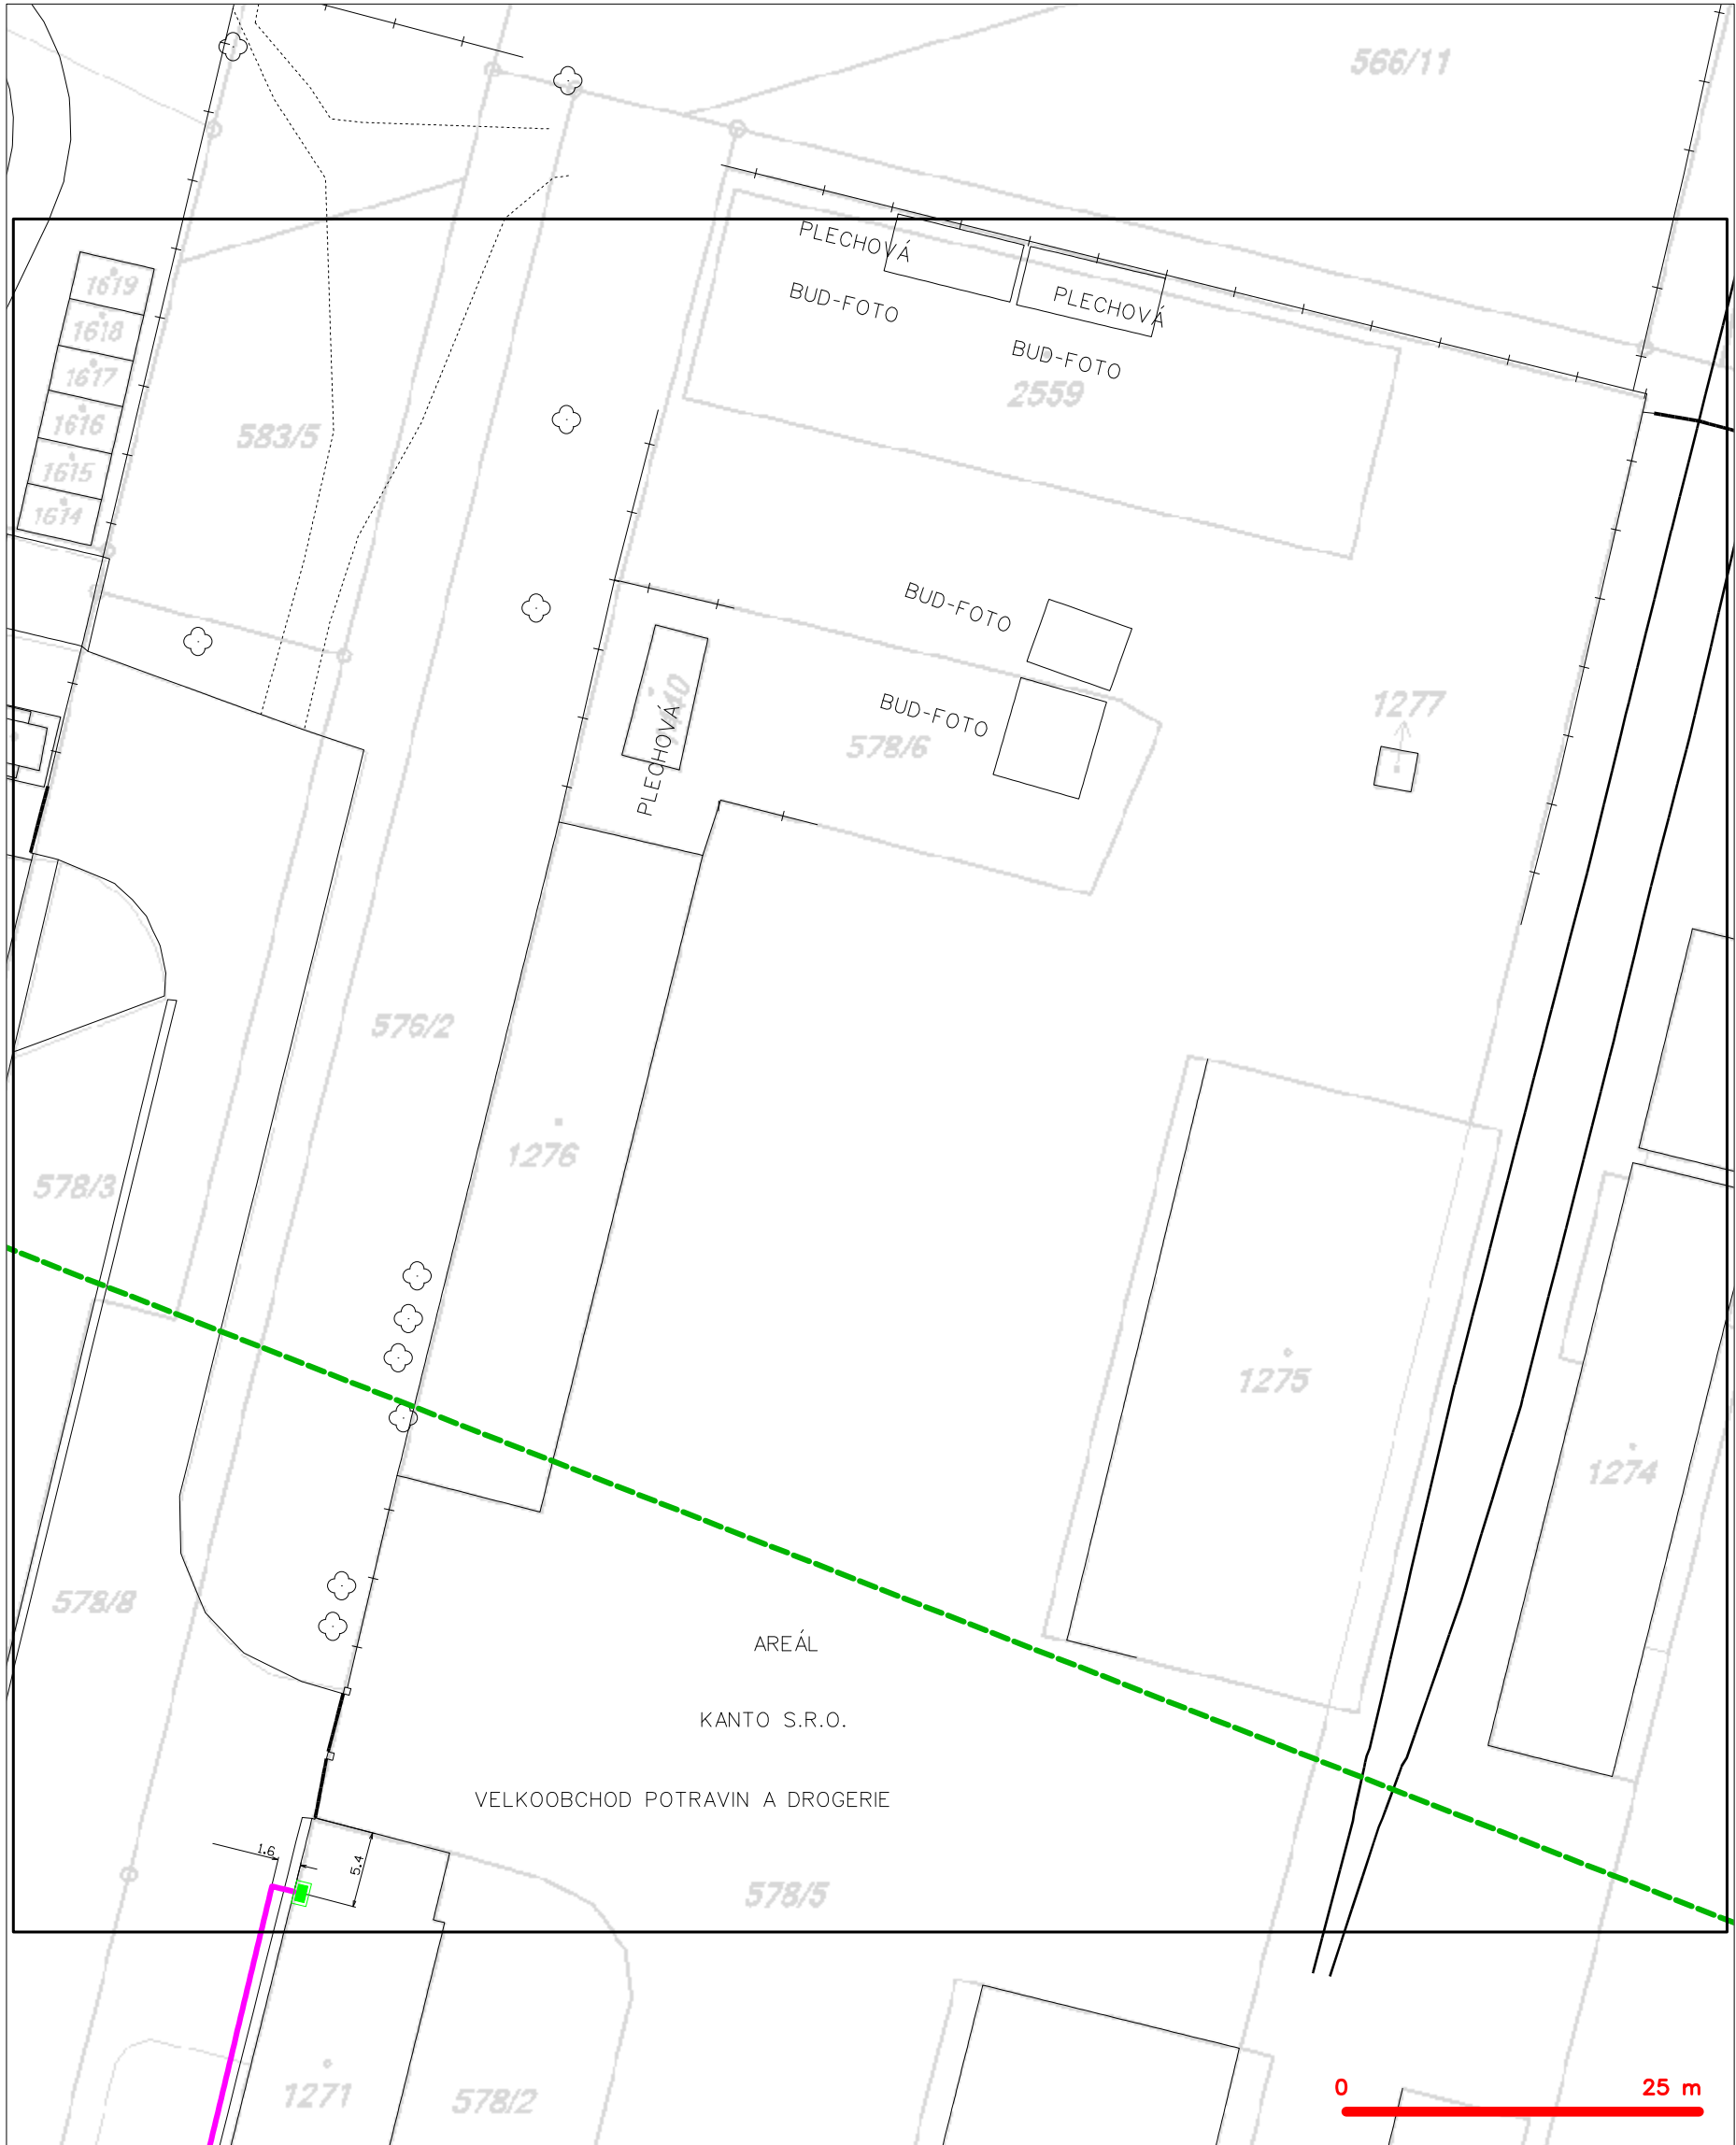 566/11
PLECHOVÁ
BUD-FOTO
PLECHOVÁ
BUD-FOTO
2559
1619
1618
1617
1616
1615
1614
583/5
BUD-FOTO
BUD-FOTO
PLECHOVÁ
578/6
1277
576/2
1276
578/3
1275
1274
578/8
AREÁL
KANTO S.R.O.
VELKOOBCHOD POTRAVIN A DROGERIE
1.6
5.4
578/5
1271
578/2
0 25 m